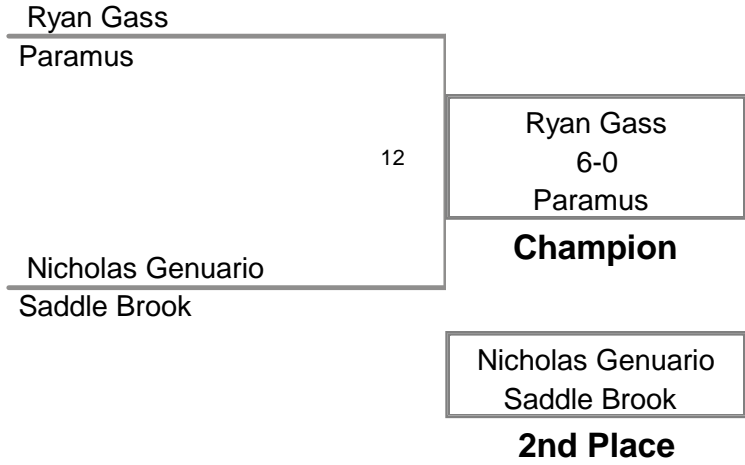 Ryan Gass
Paramus
12
Ryan Gass
6-0
Paramus
Champion
Nicholas Genuario
Saddle Brook
Nicholas Genuario
Saddle Brook
2nd Place